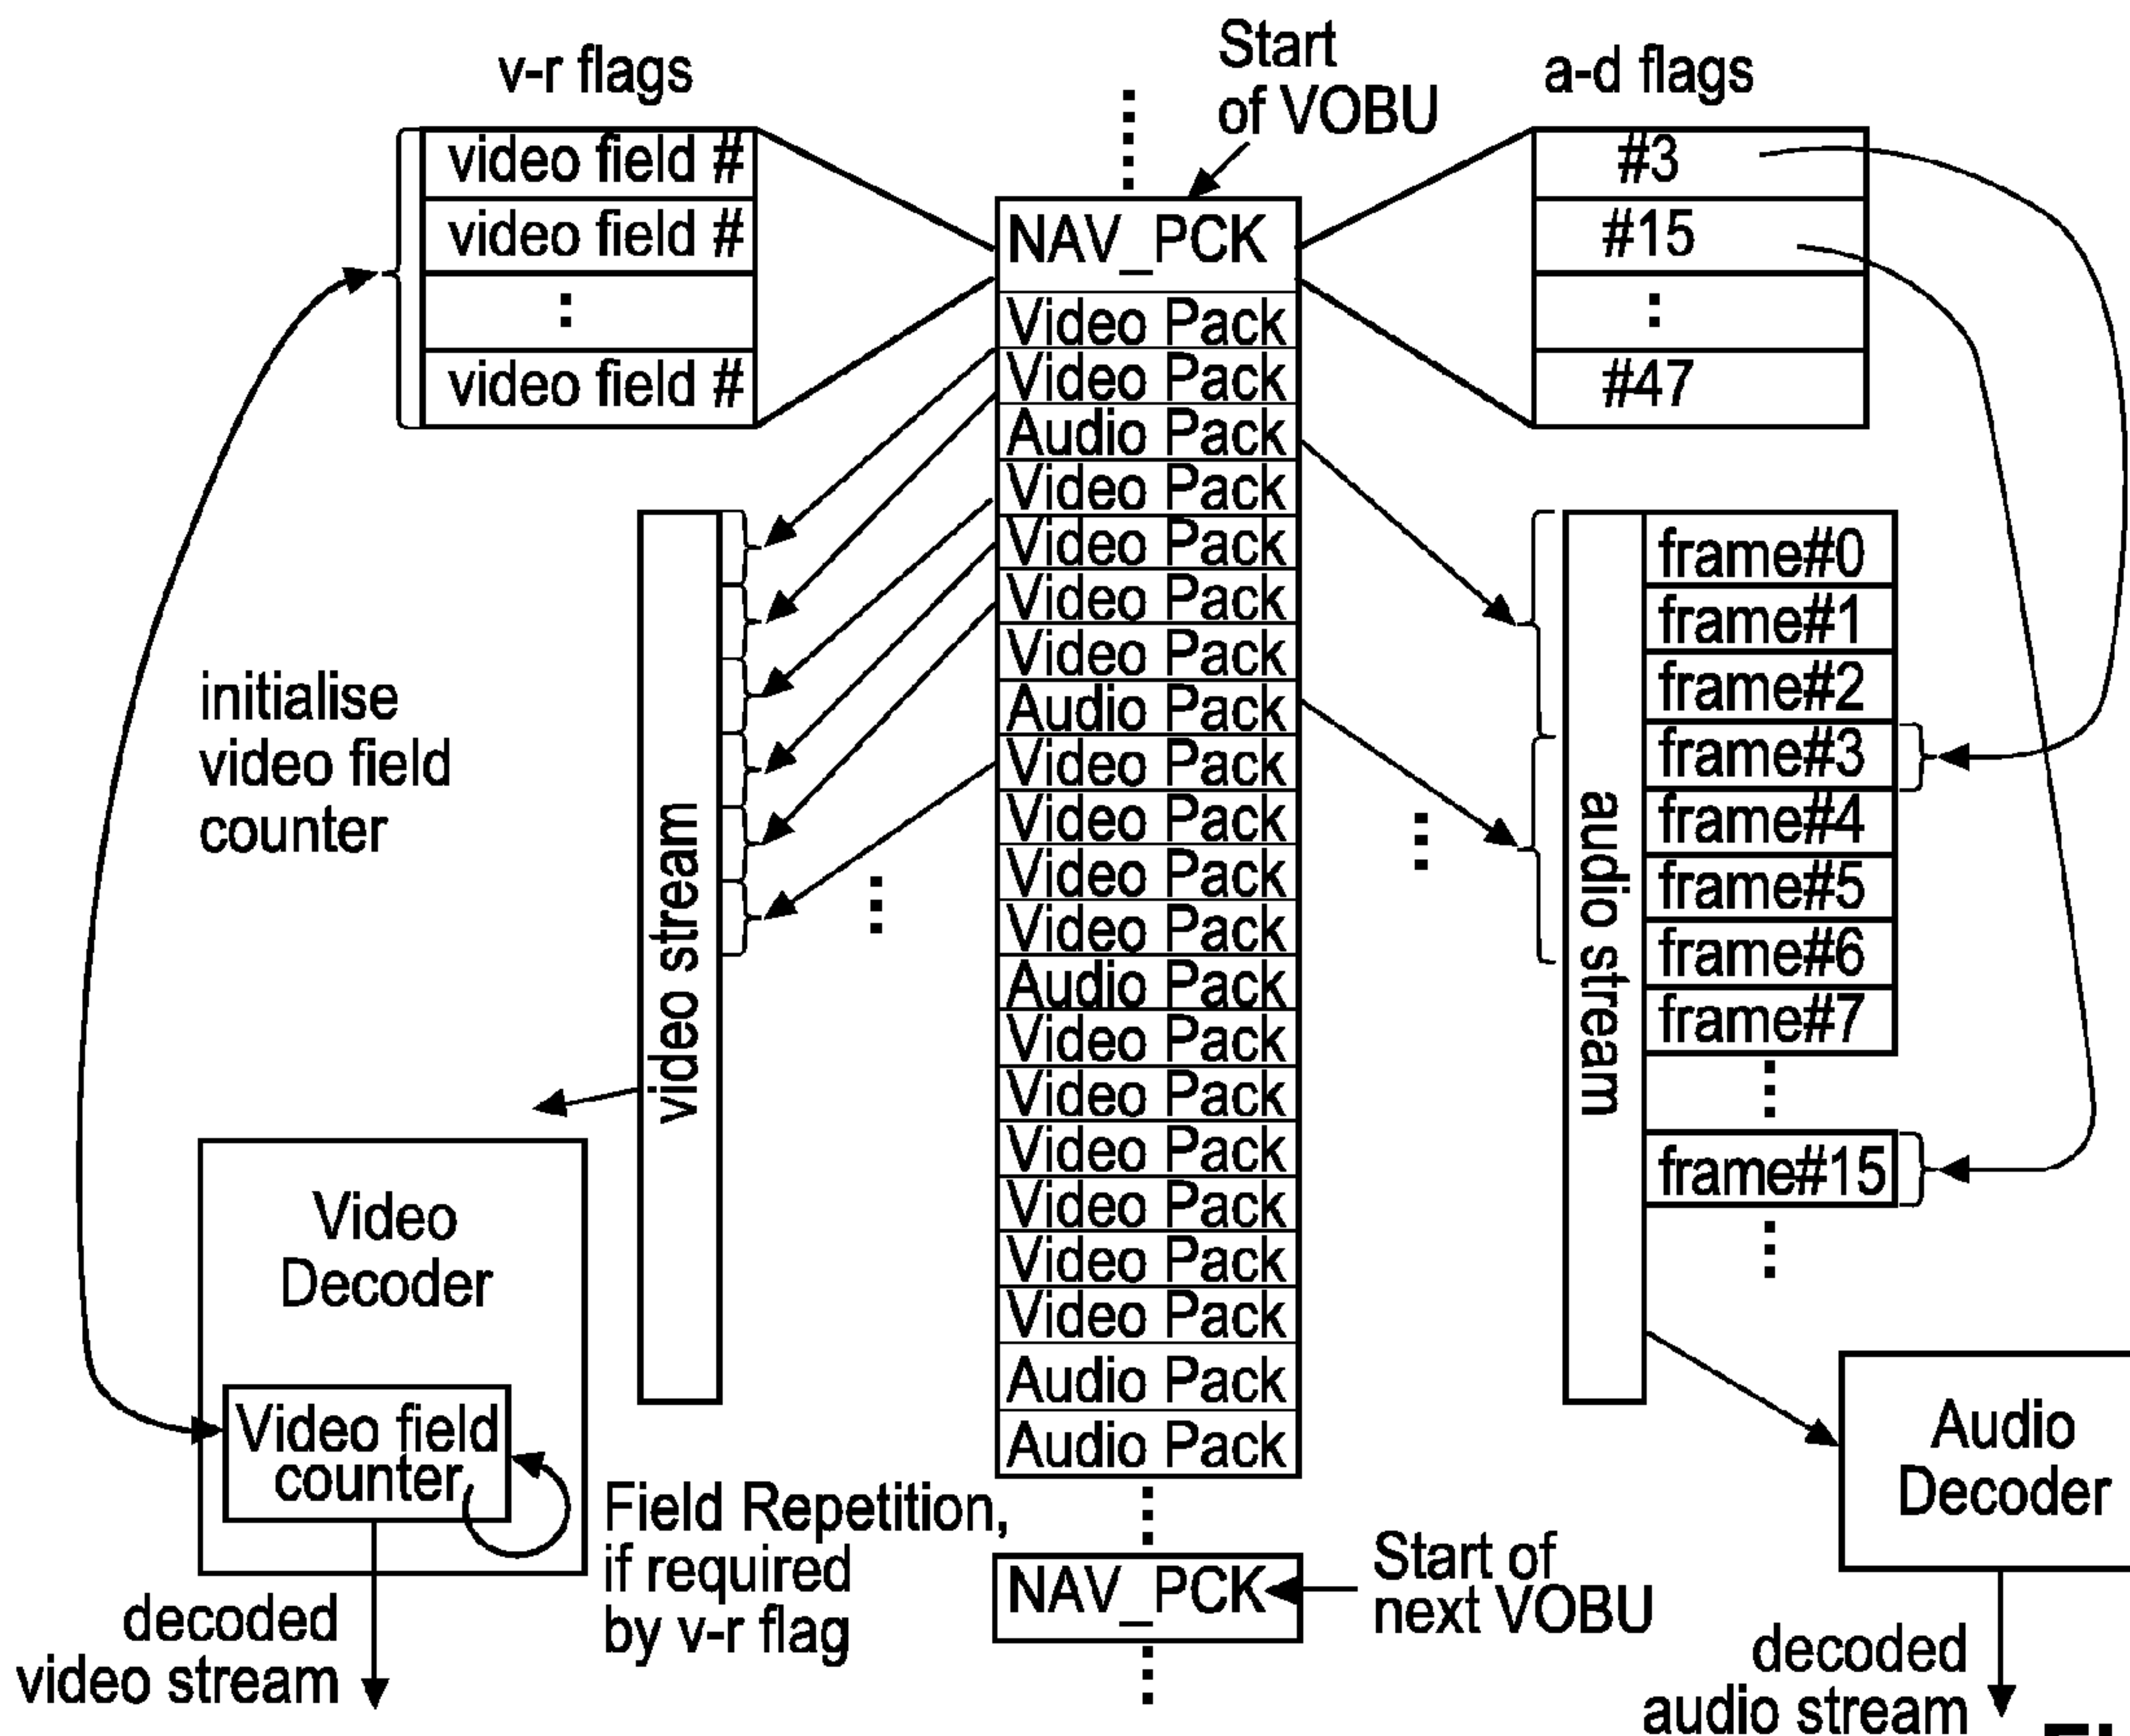 v-r flags
video field #
video field #
:
video field #
Start
of VOBU
a-d flags
#3
#15
:
#47
NAV_PCK
Video Pack
Video Pack
Audio Pack
Video Pack
Video Pack
Video Pack
Video Pack
Audio Pack
Video Pack
Video Pack
Video Pack
Video Pack
Audio Pack
Video Pack
Video Pack
Video Pack
Video Pack
Video Pack
Video Pack
Audio Pack
Audio Pack
initialise
video field
counter
video stream
audio stream
frame#0
frame#1
frame#2
frame#3
frame#4
frame#5
frame#6
frame#7
frame#15
Video
Decoder
Video field
counter
Field Repetition,
if required
by v-r flag
decoded
video stream
NAV_PCK
Start of
next VOBU
Audio
Decoder
decoded
audio stream